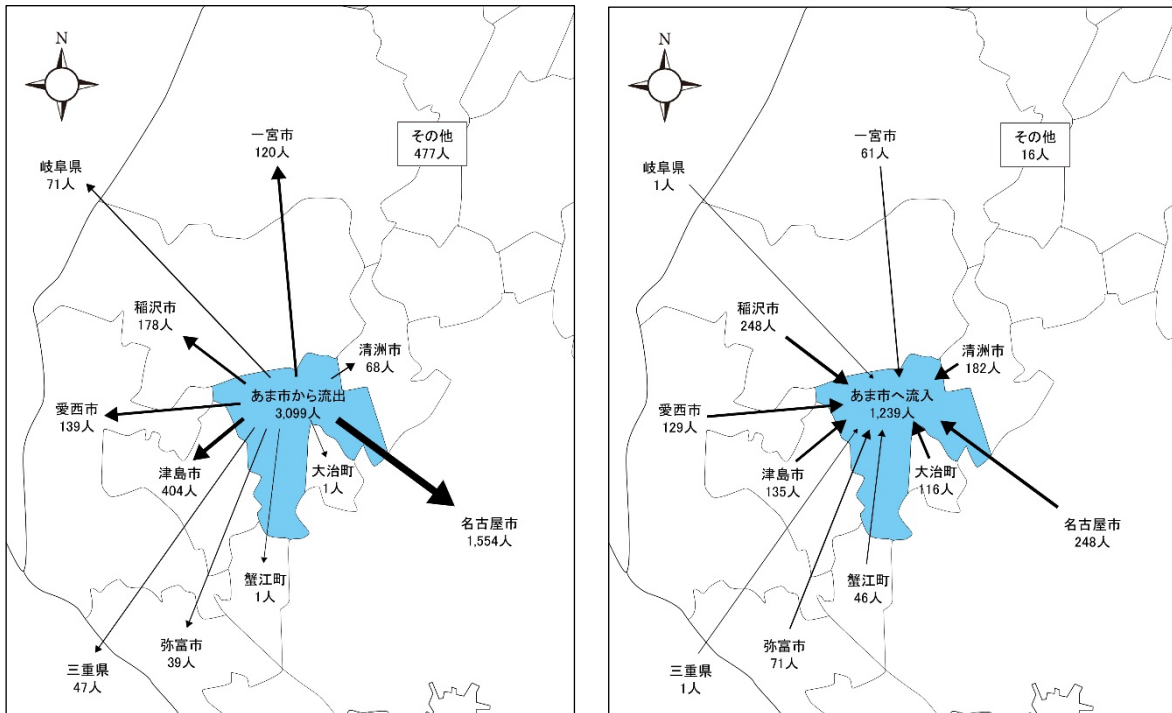 N
一宮市
120人
その他
477人
岐阜県
71人
稲沢市
178人
清洲市
68人
あま市から流出
3,099人
愛西市
139人
津島市
404人
大治町
1人
名古屋市
1,554人
蟹江町
1人
弥富市
39人
三重県
47人
N
一宮市
61人
その他
16人
岐阜県
1人
稲沢市
248人
清洲市
182人
あま市へ流入
1,239人
愛西市
129人
津島市
135人
大治町
116人
名古屋市
248人
蟹江町
46人
弥富市
71人
三重県
1人